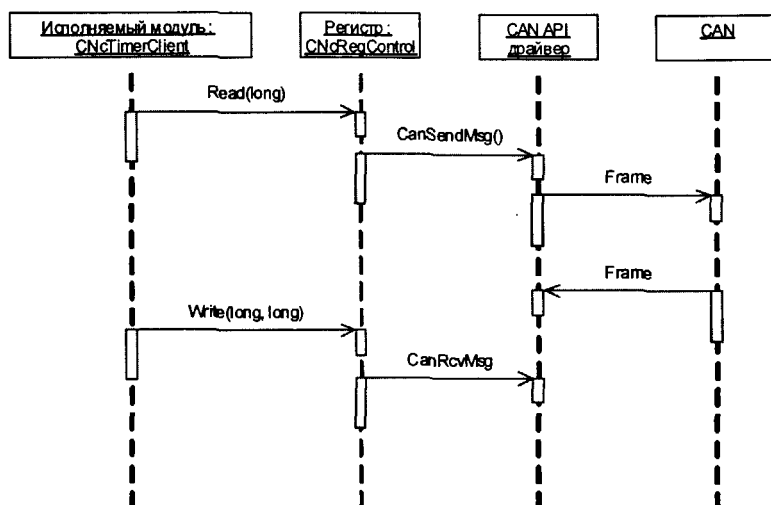 Исполняемый модуль:
CNcTimerClient
Регистр:
CNcRegControl
CAN API
драйвер
CAN
Read(long)
CanSendMsg()
Frame
Frame
Write(long, long)
CanRcvMsg